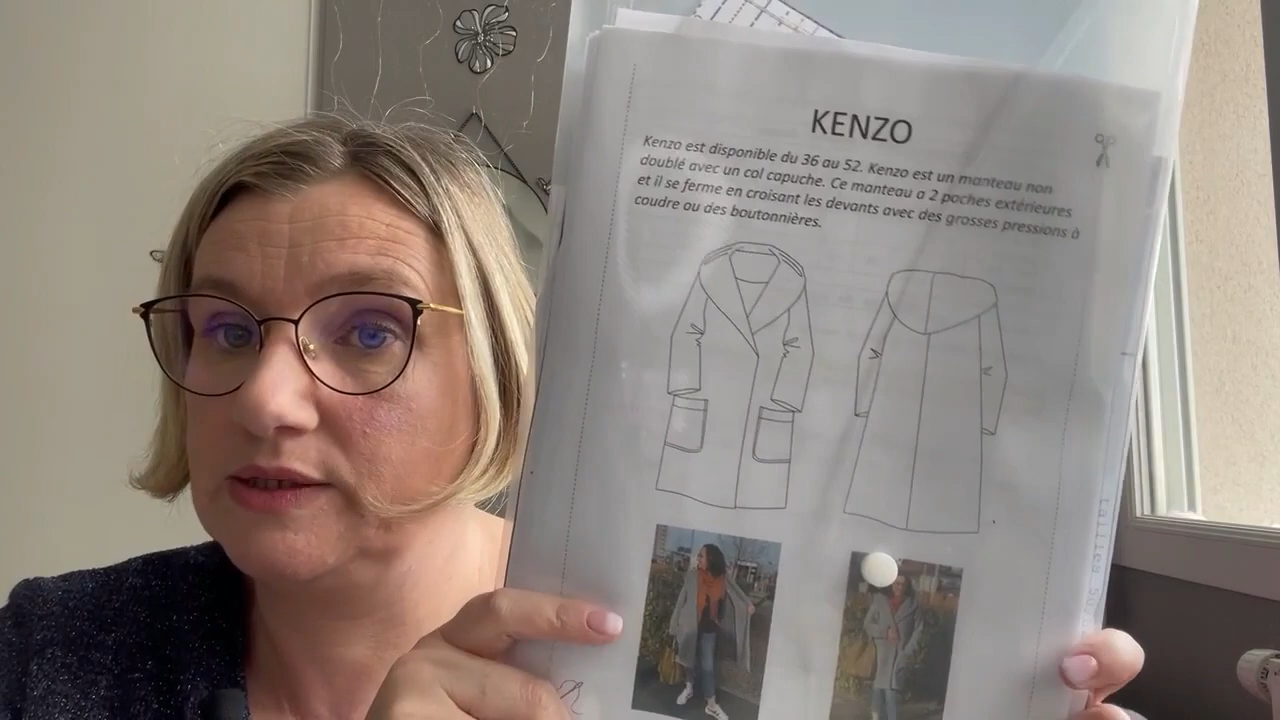 KENZO
Kenzo est disponible du 36 au 52. Kenzo est un manteau non
doublé avec un col capuche. Ce manteau a 2 poches extérieures
et il se ferme en croisant les devants avec des grosses pressions à
coudre ou des boutonnières.